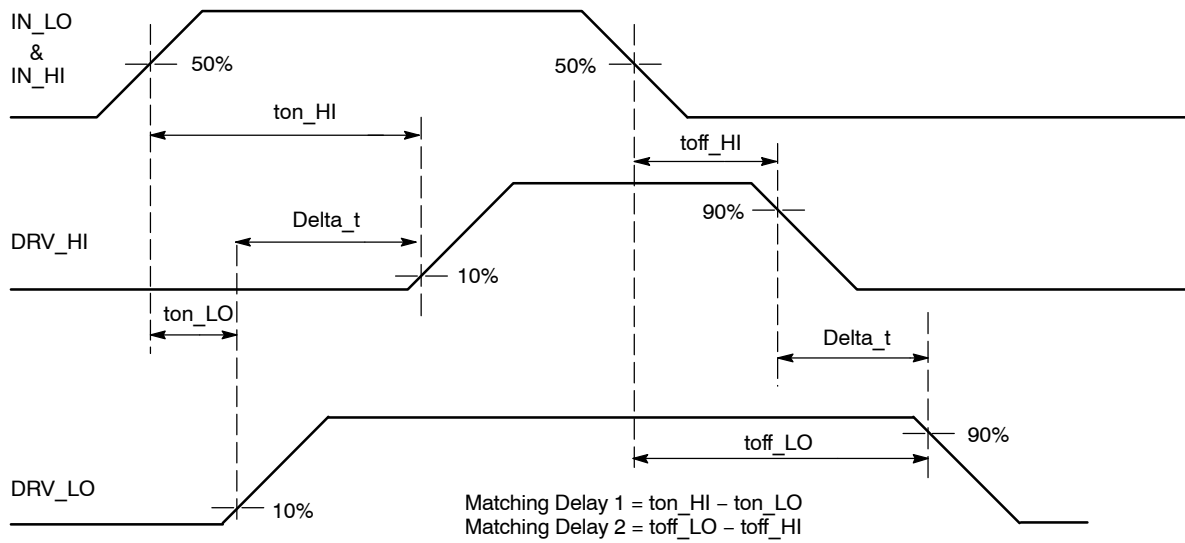 IN_LO
&
IN_HI
50%
50%
ton_HI
toff_HI
DRV_HI
Delta_t
90%
10%
ton_LO
Delta_t
DRV_LO
10%
toff_LO
90%
Matching Delay 1 = ton_HI − ton_LO
Matching Delay 2 = toff_LO − toff_HI